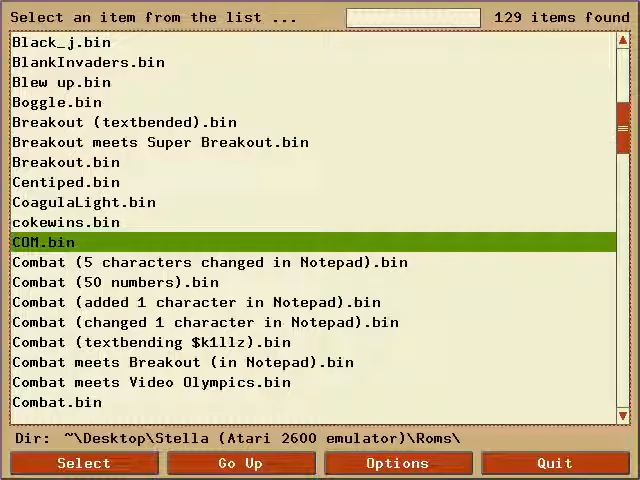 Select an item from the list ... 129 items found
Black_j.bin
BlankInvaders.bin
Blew up.bin
Boggle.bin
Breakout (textbended).bin
Breakout meets Super Breakout.bin
Breakout.bin
Centiped.bin
CoagulaLight.bin
cokewins.bin
COM.bin
Combat (5 characters changed in Notepad).bin
Combat (50 numbers).bin
Combat (added 1 character in Notepad).bin
Combat (changed 1 character in Notepad).bin
Combat (textbending $k1llz).bin
Combat meets Breakout (in Notepad).bin
Combat meets Video Olympics.bin
Combat.bin
Dir: ~\Desktop\Stella (Atari 2600 emulator)\Roms\
Select Go Up Options Quit